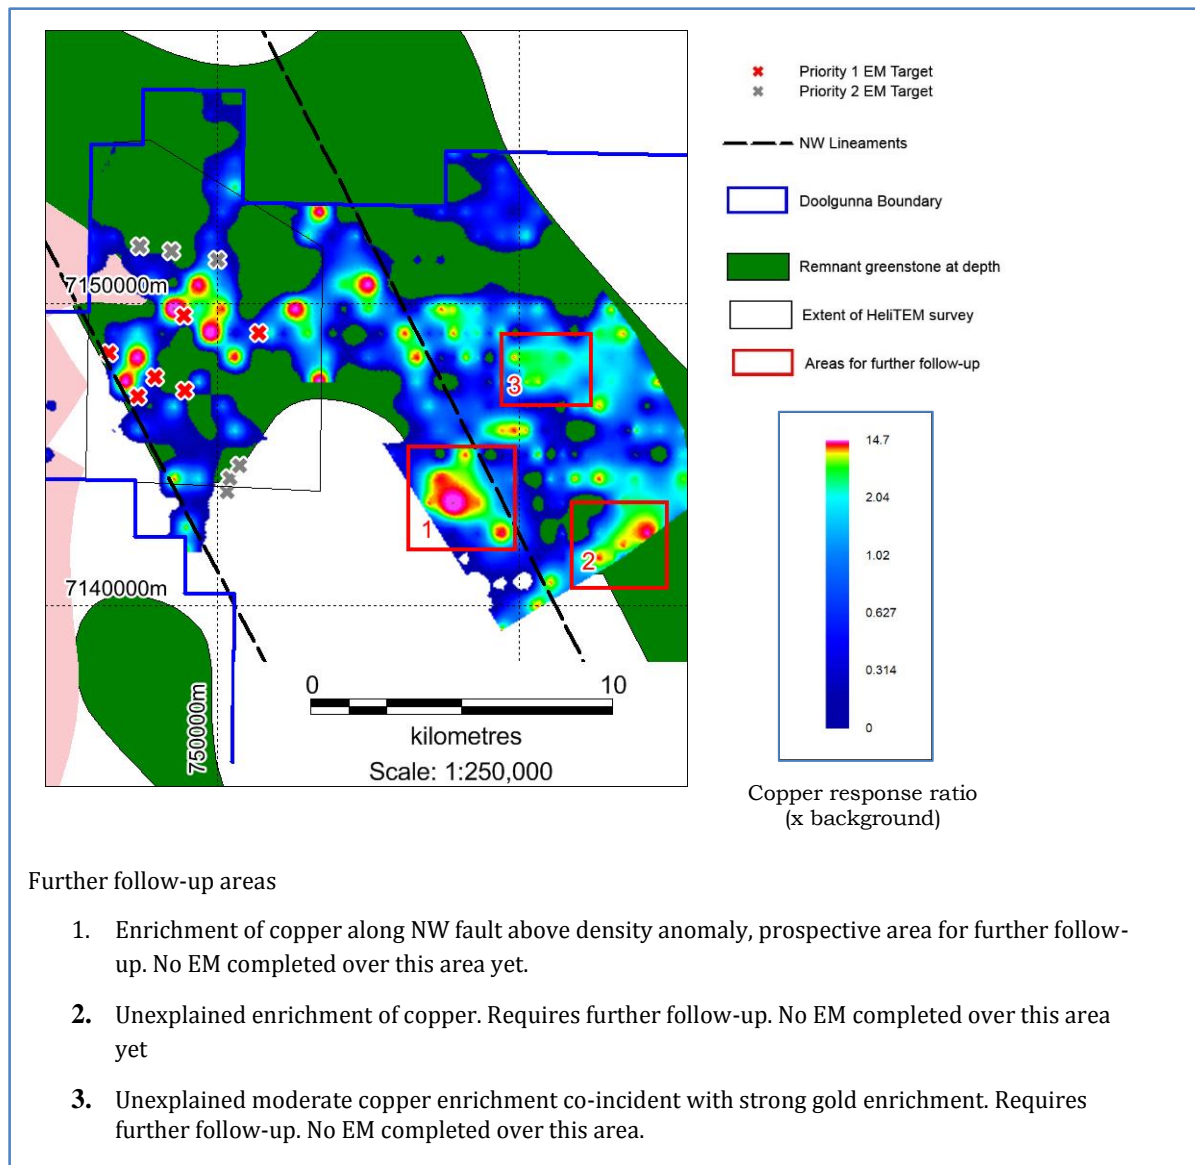 Priority 1 EM Target
Priority 2 EM Target
NW Lineaments
Doolgunna Boundary
Remnant greenstone at depth
Extent of HeliTEM survey
Areas for further follow-up
7150000m
3
1
2
7140000m
750000m
0 10
kilometres
Scale: 1:250,000
14.7
2.04
1.02
0.627
0.314
0
Copper response ratio
(x background)
Further follow-up areas
1. Enrichment of copper along NW fault above density anomaly, prospective area for further follow-
up. No EM completed over this area yet.
2. Unexplained enrichment of copper. Requires further follow-up. No EM completed over this area
yet
3. Unexplained moderate copper enrichment co-incident with strong gold enrichment. Requires
further follow-up. No EM completed over this area.